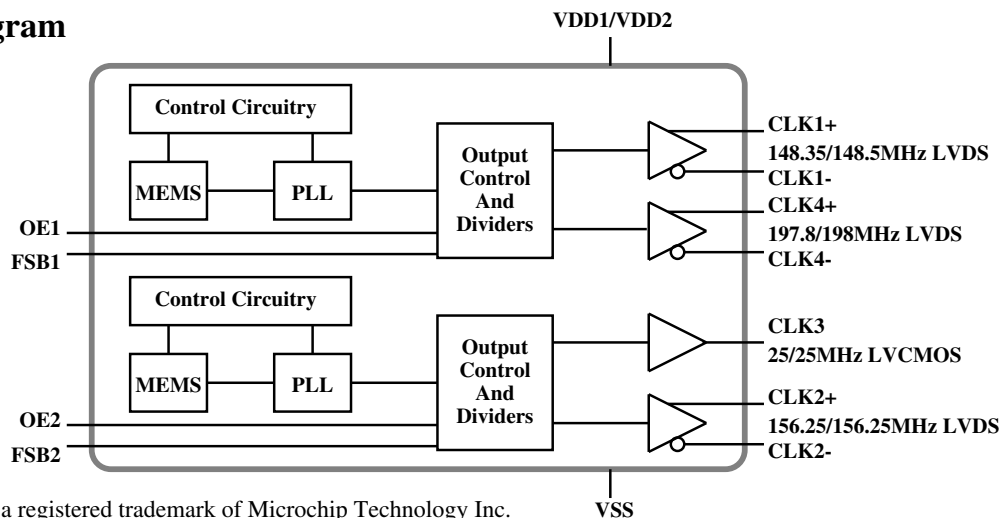 gram
VDD1/VDD2
Control Circuitry
MEMS
PLL
Output
Control
And
Dividers
OE1
FSB1
CLK1+
148.35/148.5MHz LVDS
CLK1-
CLK4+
197.8/198MHz LVDS
CLK4-
Control Circuitry
MEMS
PLL
Output
Control
And
Dividers
OE2
FSB2
CLK3
25/25MHz LVCMOS
CLK2+
156.25/156.25MHz LVDS
CLK2-
VSS
a registered trademark of Microchip Technology Inc.